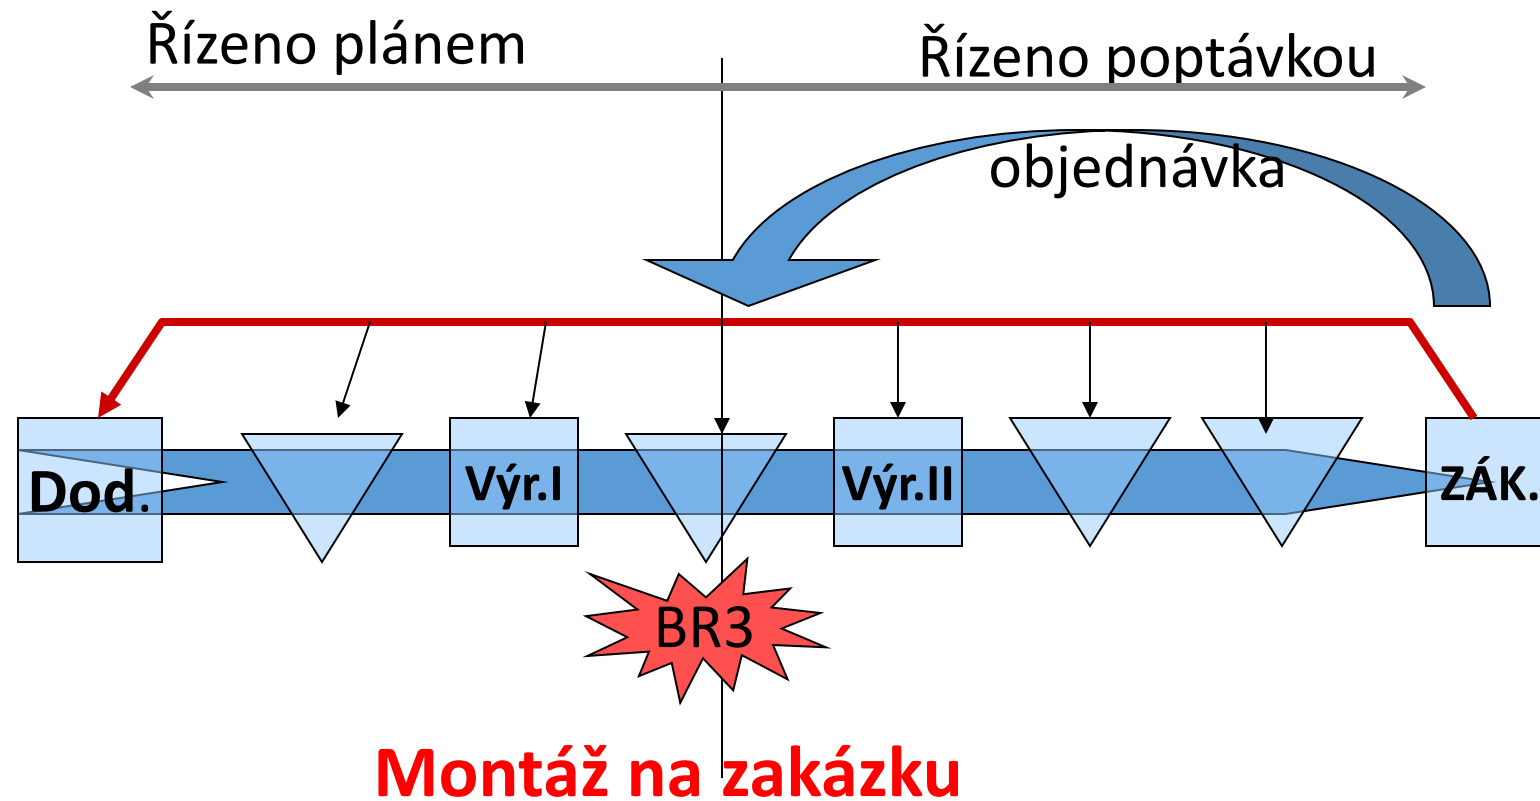 Řízeno plánem
Řízeno poptávkou
objednávka
Dod.
Výr.I
Výr.II
ZÁK.
BR3
Montáž na zakázku